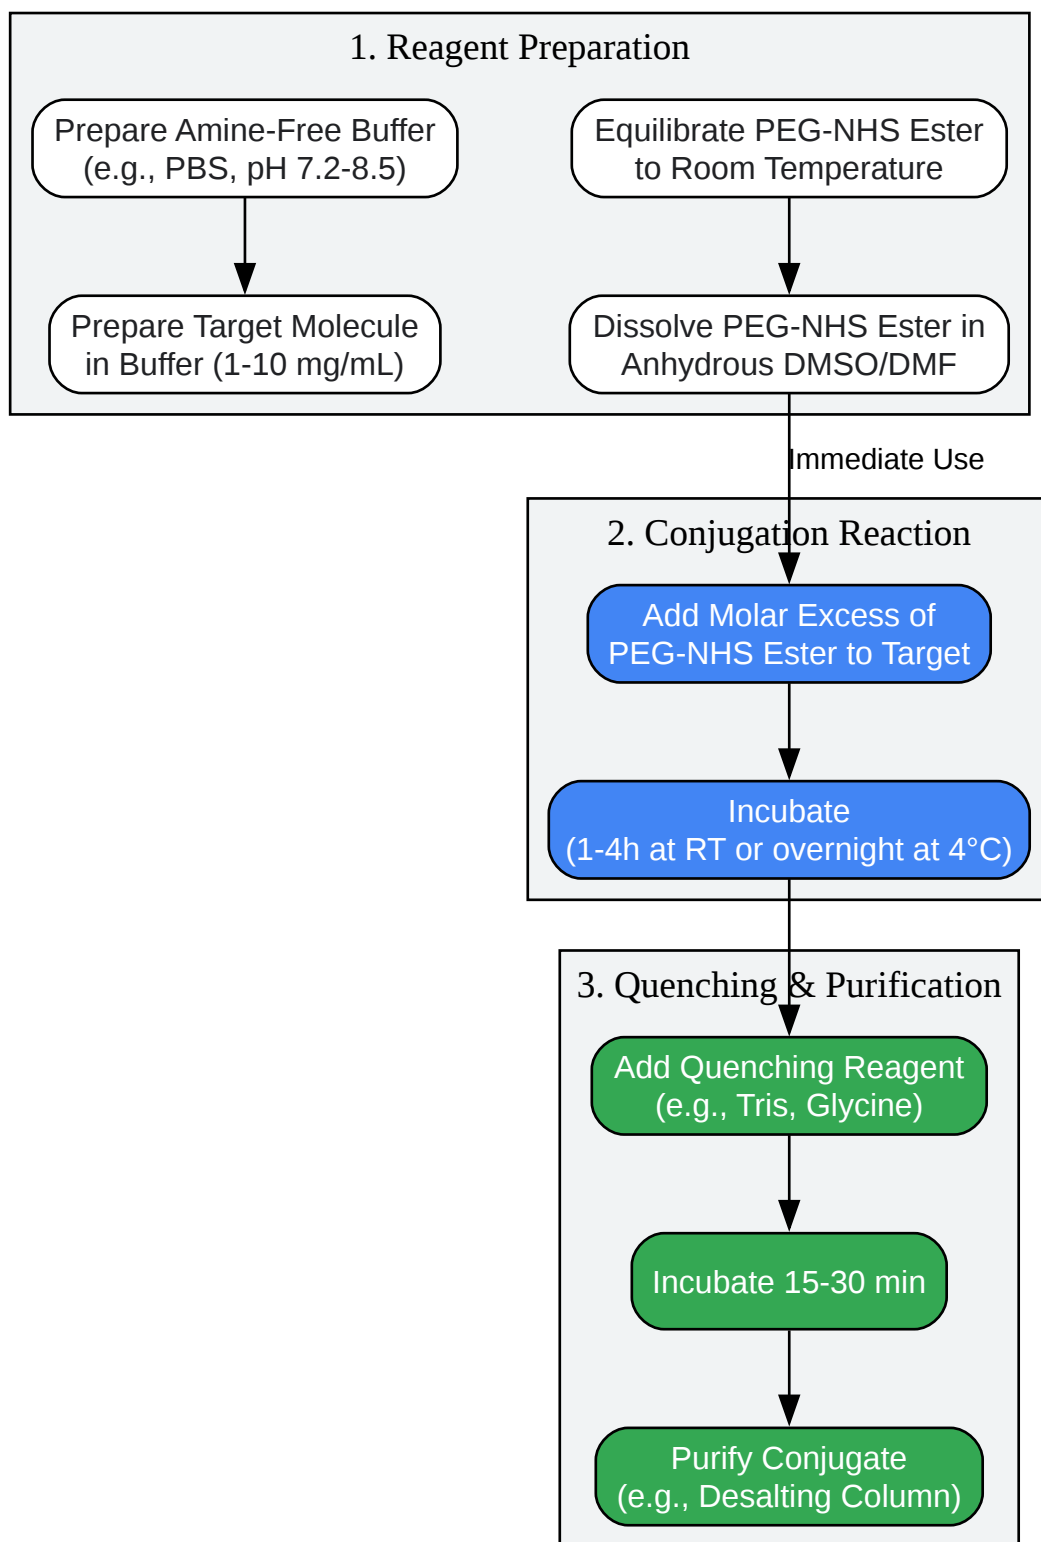 1. Reagent Preparation
Prepare Amine-Free Buffer
(e.g., PBS, pH 7.2-8.5)
Equilibrate PEG-NHS Ester
to Room Temperature
Prepare Target Molecule
in Buffer (1-10 mg/mL)
Dissolve PEG-NHS Ester in
Anhydrous DMSO/DMF
Immediate Use
2. Conjugation Reaction
Add Molar Excess of
PEG-NHS Ester to Target
Incubate
(1-4h at RT or overnight at 4°C)
3. Quenching & Purification
Add Quenching Reagent
(e.g., Tris, Glycine)
Incubate 15-30 min
Purify Conjugate
(e.g., Desalting Column)